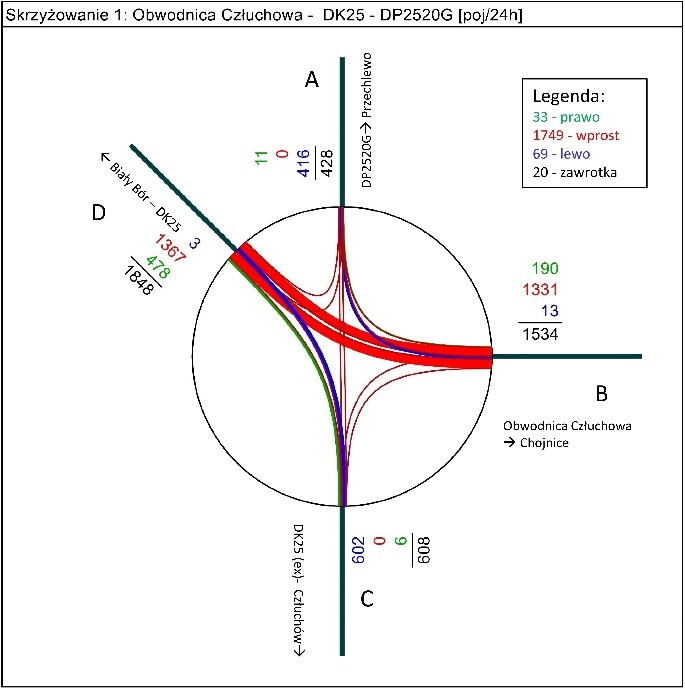 Skrzyżowanie 1: Obwodnica Człuchowa - DK25 - DP2520G [poj/24h]
Legenda:
33 - prawo
1749 - wprost
69 - lewo
20 - zawrotka
A
DP2520G → Przechlewo
11
0
416
428
D
← Biały Bór – DK25
3
1367
478
1848
190
1331
13
1534
B
Obwodnica Człuchowa
→ Chojnice
DK25 (ex)- Człuchów→
602
0
6
608
C